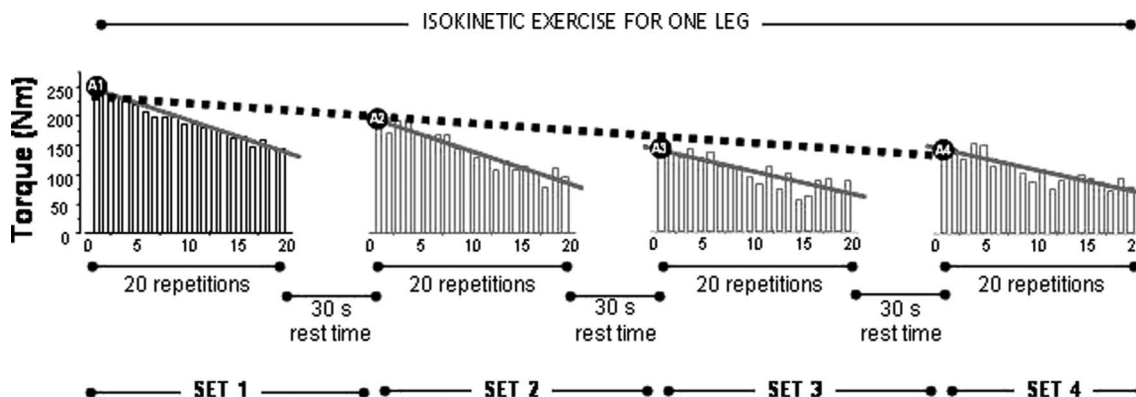 ISOKINETIC EXERCISE FOR ONE LEG
Torque (Nm)
250
200
150
100
50
0
A1
A2
A3
A4
0 5 10 15 20
0 5 10 15 20
0 5 10 15 20
0 5 10 15 2
20 repetitions
20 repetitions
20 repetitions
20 repetitions
30 s
rest time
30 s
rest time
30 s
rest time
SET 1
SET 2
SET 3
SET 4